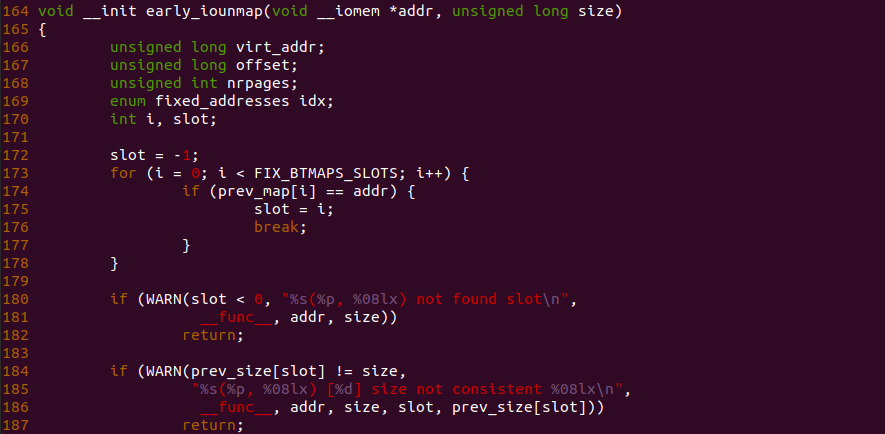 164 void __init early_iounmap(void __iomem *addr, unsigned long size)
165 {
166         unsigned long virt_addr;
167         unsigned long offset;
168         unsigned int nrpages;
169         enum fixed_addresses idx;
170         int i, slot;
171
172         slot = -1;
173         for (i = 0; i < FIX_BTMAPS_SLOTS; i++) {
174                 if (prev_map[i] == addr) {
175                         slot = i;
176                         break;
177                 }
178         }
179
180         if (WARN(slot < 0, "%s(%p, %08lx) not found slot\n",
181                   __func__, addr, size))
182                 return;
183
184         if (WARN(prev_size[slot] != size,
185                  "%s(%p, %08lx) [%d] size not consistent %08lx\n",
186                   __func__, addr, size, slot, prev_size[slot]))
187                 return;